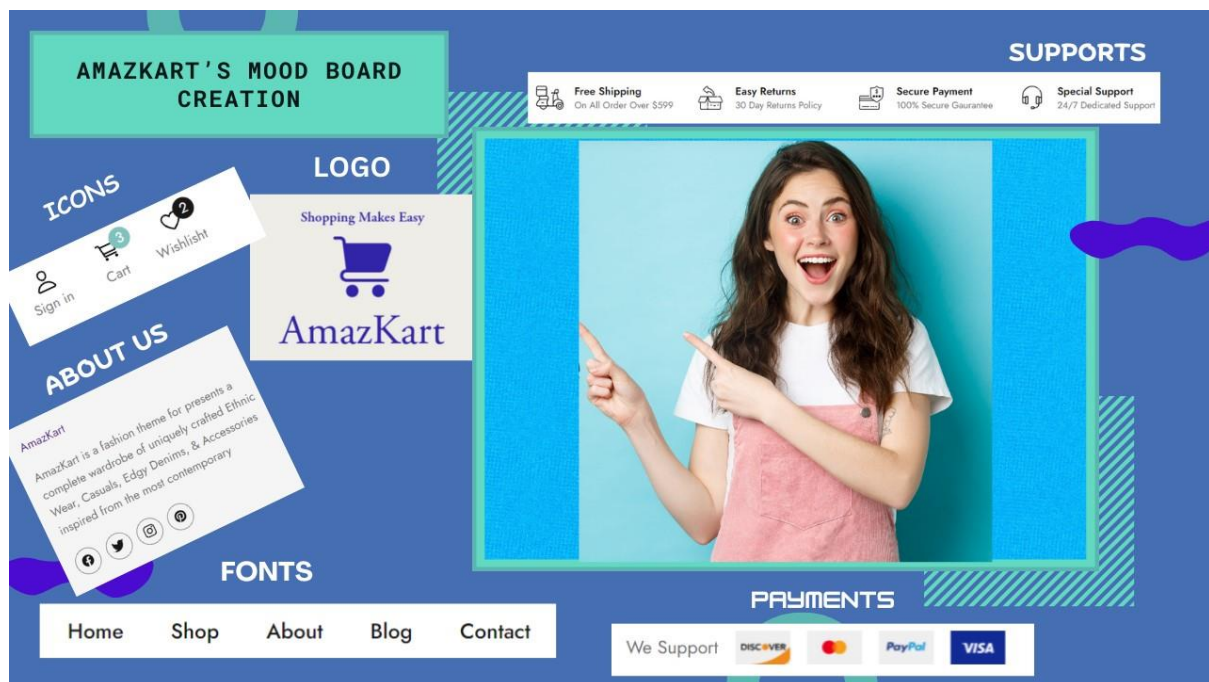 AMAZKART'S MOOD BOARD
CREATION
SUPPORTS
Free Shipping
On All Order Over $599
Easy Returns
30 Day Returns Policy
Secure Payment
100% Secure Gaurantee
Special Support
24/7 Dedicated Support
ICONS
Sign in
3
Cart
2
Wishlisht
LOGO
Shopping Makes Easy
AmazKart
ABOUT US
AmazKart
AmazKart is a fashion theme for presents a
complete wardrobe of uniquely crafted Ethnic
Wear, Casuals, Edgy Denims, & Accessories
inspired from the most contemporary
FONTS
Home Shop About Blog Contact
PAYMENTS
We Support DISCOVER PayPal VISA